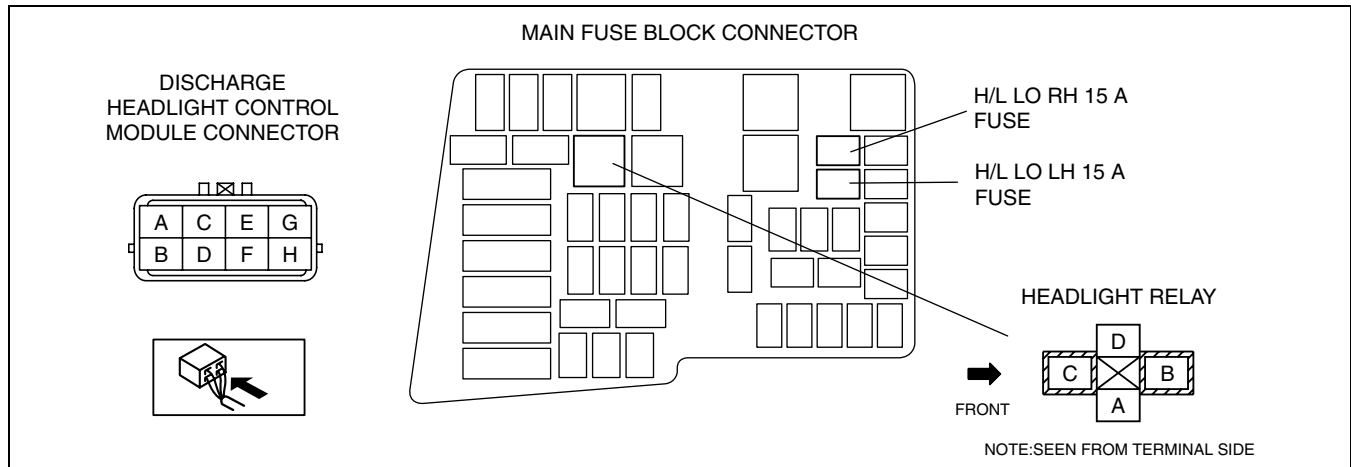 MAIN FUSE BLOCK CONNECTOR
DISCHARGE
HEADLIGHT CONTROL
MODULE CONNECTOR
A C E G
B D F H
H/L LO RH 15 A
FUSE
H/L LO LH 15 A
FUSE
HEADLIGHT RELAY
D
C B
A
FRONT
NOTE:SEEN FROM TERMINAL SIDE